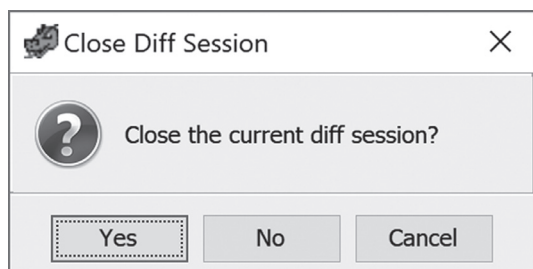 Close Diff Session
Close the current diff session?
Yes No Cancel